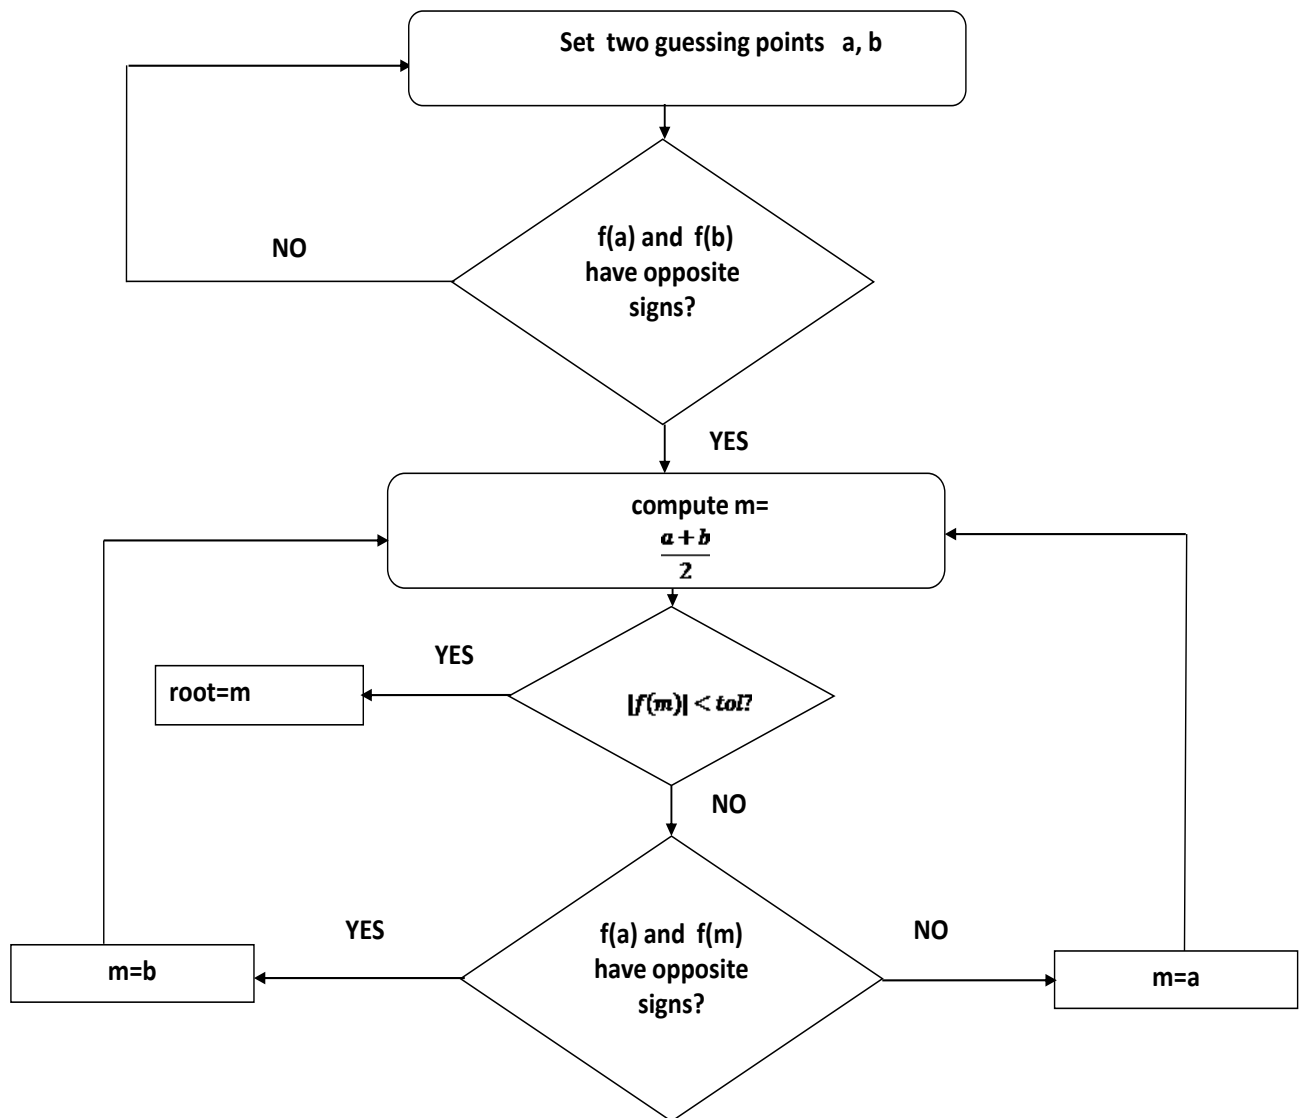 Set two guessing points a, b
NO
f(a) and f(b)
have opposite
signs?
YES
compute m=
a + b
2
YES
root=m
|f(m)| < tol?
NO
YES
f(a) and f(m)
have opposite
signs?
NO
m=b
m=a